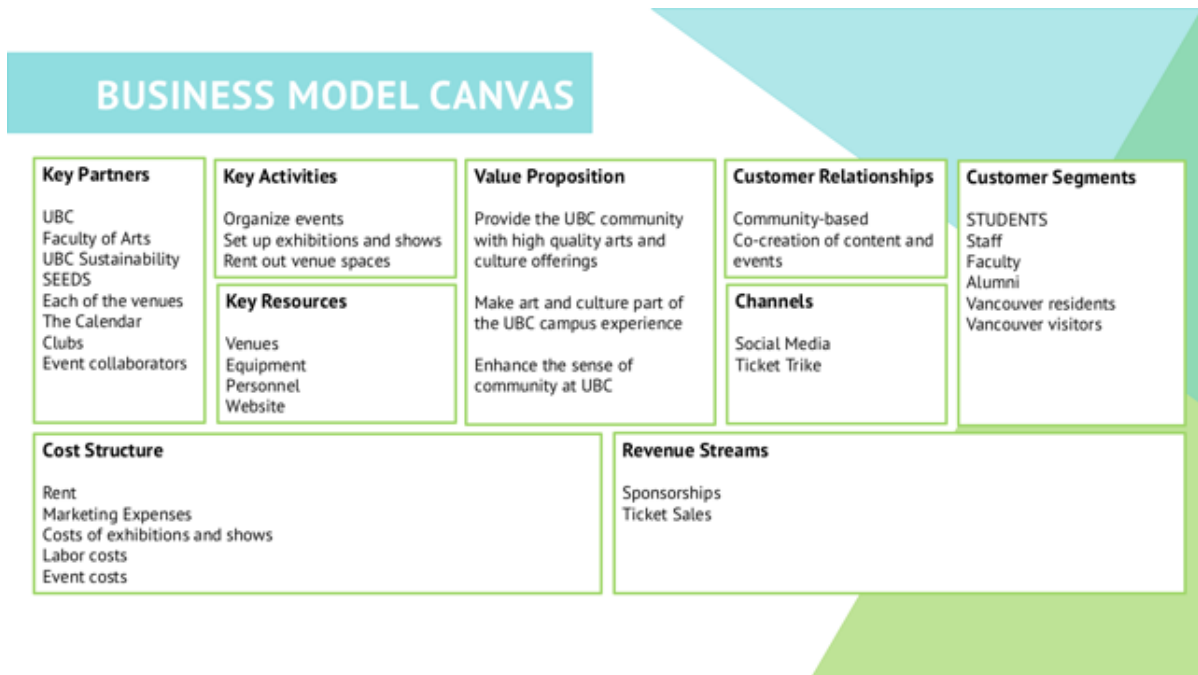 BUSINESS MODEL CANVAS
Key Partners
UBC
Faculty of Arts
UBC Sustainability
SEEDS
Each of the venues
The Calendar
Clubs
Event collaborators
Key Activities
Organize events
Set up exhibitions and shows
Rent out venue spaces
Key Resources
Venues
Equipment
Personnel
Website
Value Proposition
Provide the UBC community
with high quality arts and
culture offerings
Make art and culture part of
the UBC campus experience
Enhance the sense of
community at UBC
Customer Relationships
Community-based
Co-creation of content and
events
Channels
Social Media
Ticket Trike
Customer Segments
STUDENTS
Staff
Faculty
Alumni
Vancouver residents
Vancouver visitors
Cost Structure
Rent
Marketing Expenses
Costs of exhibitions and shows
Labor costs
Event costs
Revenue Streams
Sponsorships
Ticket Sales